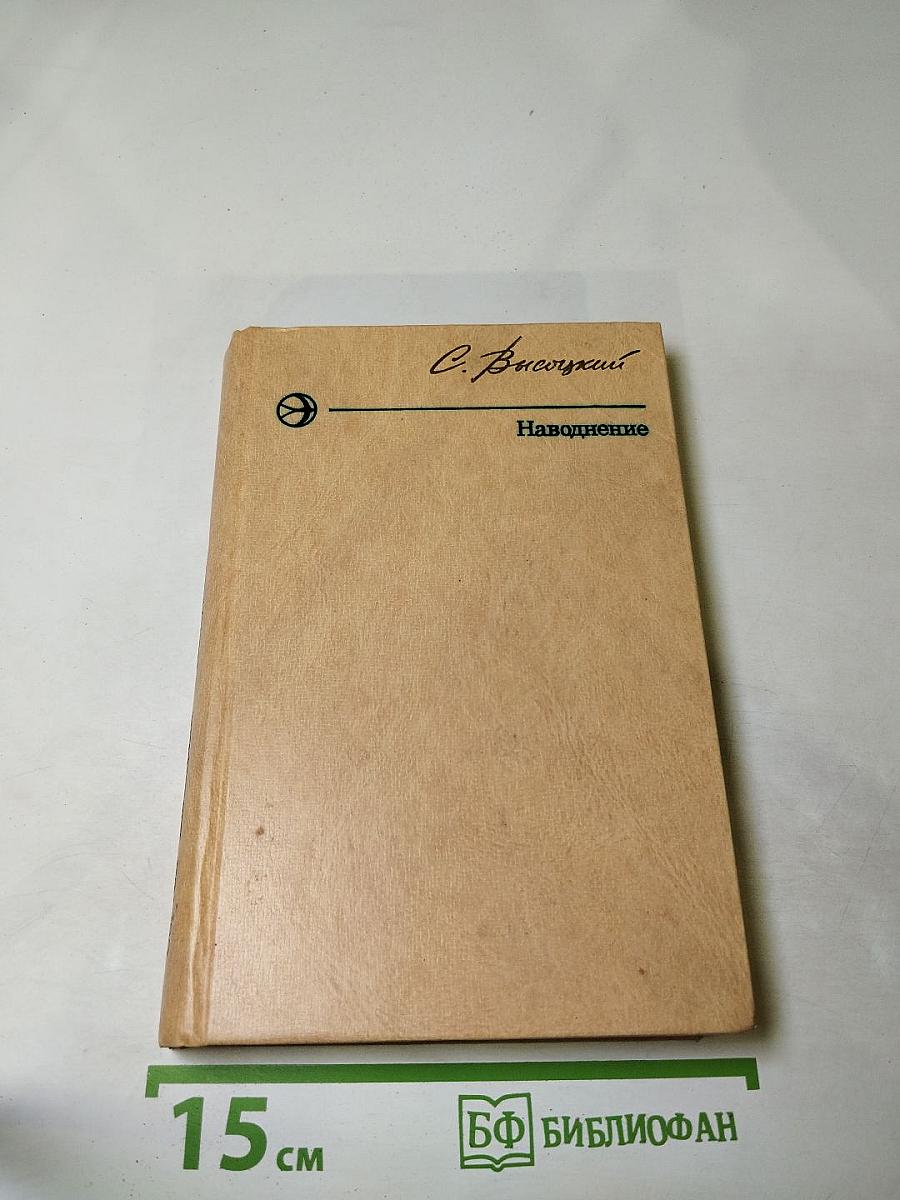 С. Высоцкий
Наводнение
15 см
БФ БИБЛИОФАН